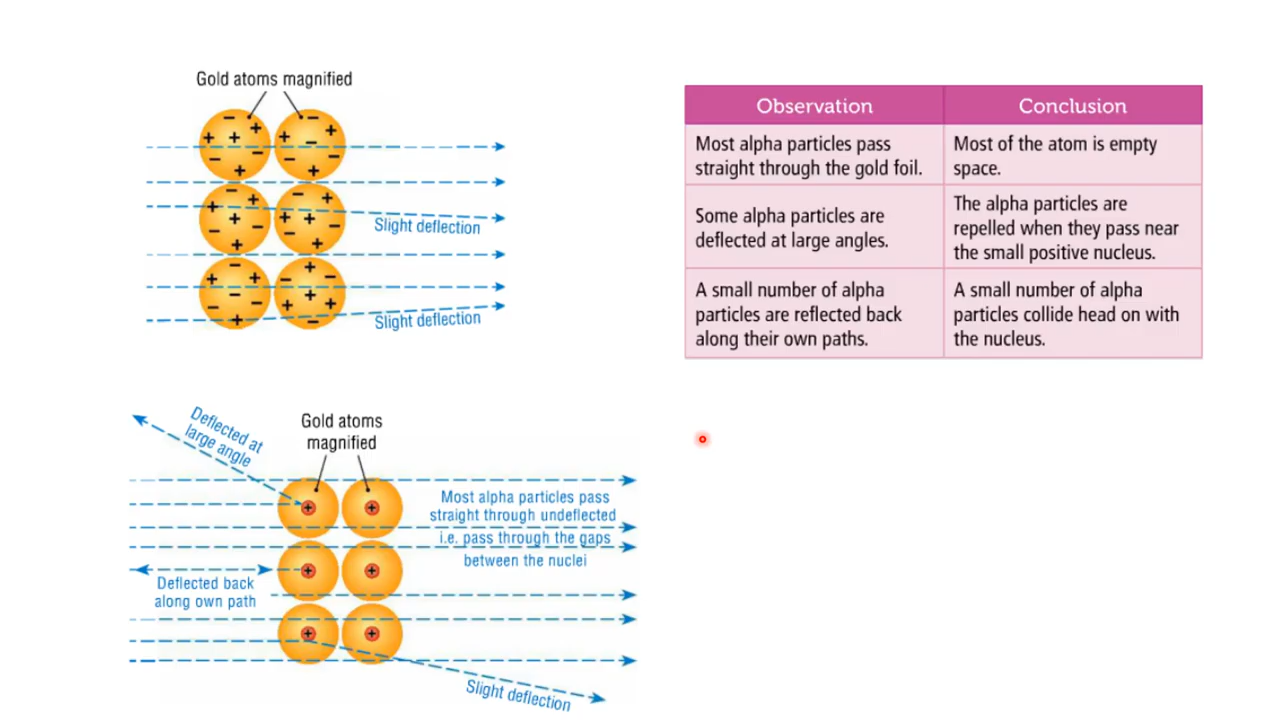 Gold atoms magnified
Slight deflection
Slight deflection
Observation
Conclusion
Most alpha particles pass
straight through the gold foil.
Most of the atom is empty
space.
Some alpha particles are
deflected at large angles.
The alpha particles are
repelled when they pass near
the small positive nucleus.
A small number of alpha
particles are reflected back
along their own paths.
A small number of alpha
particles collide head on with
the nucleus.
Deflected at
large angle
Gold atoms
magnified
Most alpha particles pass
straight through undeflected
i.e. pass through the gaps
between the nuclei
Deflected back
along own path
Slight deflection